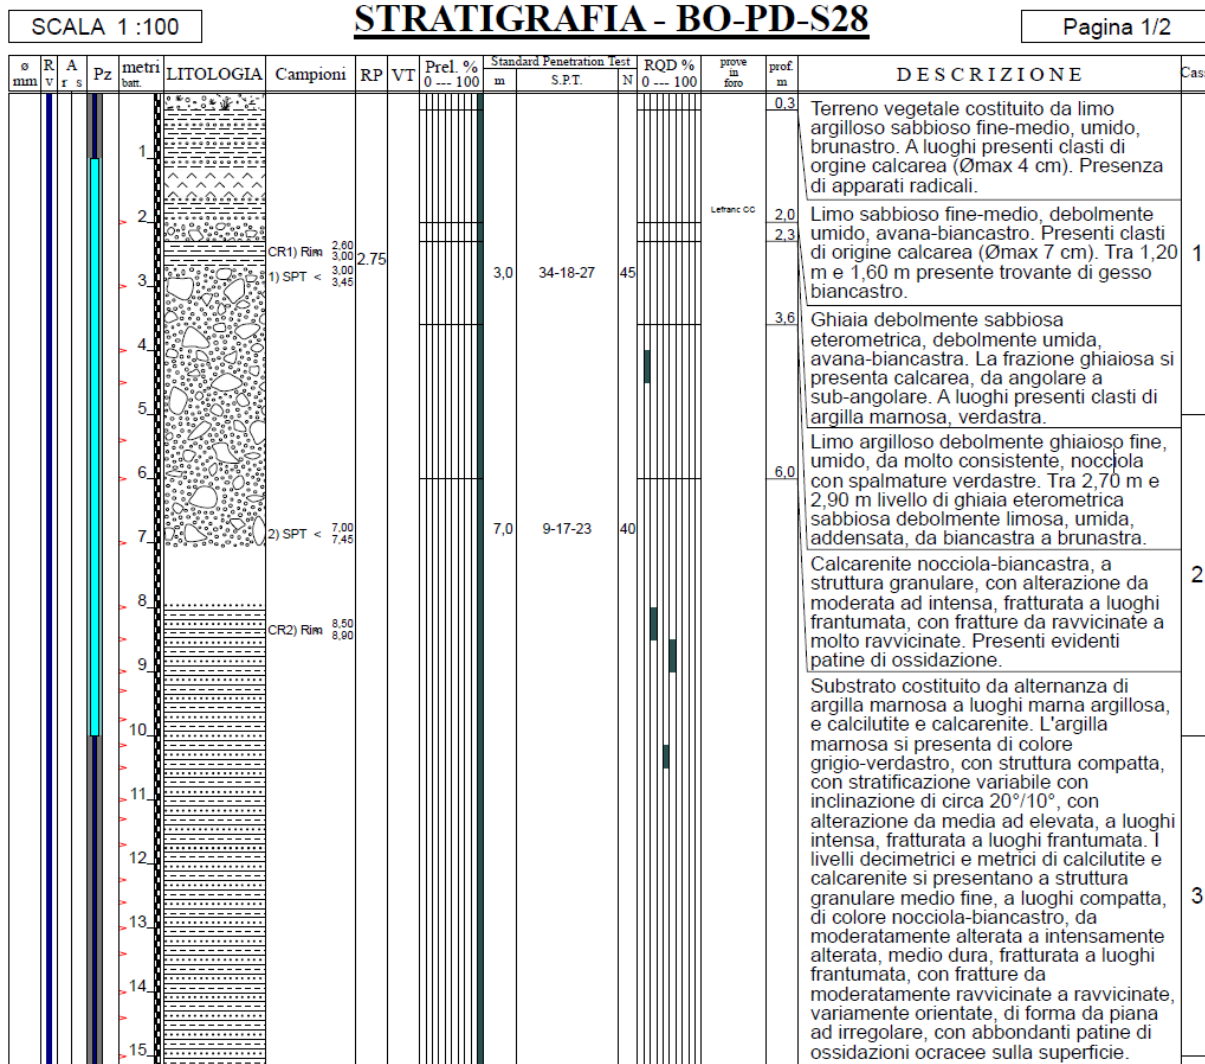 SCALA 1 :100
STRATIGRAFIA - BO-PD-S28
Pagina 1/2
ø mm
R v
A r s
Pz
metri batt.
LITOLOGIA
Campioni
RP
VT
Prel. % 0 --- 100
Standard Penetration Test
m
S.P.T.
N
RQD % 0 --- 100
prove in foro
prof. m
DESCRIZIONE
Cas
1
2
3
4
5
6
7
8
9
10
11
12
13
14
15
CR1) Rim 2,60 3,00
2.75
1) SPT < 3,00 3,45
2) SPT < 7,00 7,45
CR2) Rim 8,50 8,90
3,0 34-18-27 45
7,0 9-17-23 40
Lefranc CC
0,3
2,0
2,3
3,6
6,0
Terreno vegetale costituito da limo
argilloso sabbioso fine-medio, umido,
brunastro. A luoghi presenti clasti di
orgine calcarea (Ømax 4 cm). Presenza
di apparati radicali.
Limo sabbioso fine-medio, debolmente
umido, avana-biancastro. Presenti clasti
di origine calcarea (Ømax 7 cm). Tra 1,20
m e 1,60 m presente trovante di gesso
biancastro.
Ghiaia debolmente sabbiosa
eterometrica, debolmente umida,
avana-biancastra. La frazione ghiaiosa si
presenta calcarea, da angolare a
sub-angolare. A luoghi presenti clasti di
argilla marnosa, verdastra.
Limo argilloso debolmente ghiaioso fine,
umido, da molto consistente, nocciola
con spalmature verdastre. Tra 2,70 m e
2,90 m livello di ghiaia eterometrica
sabbiosa debolmente limosa, umida,
addensata, da biancastra a brunastra.
Calcarenite nocciola-biancastra, a
struttura granulare, con alterazione da
moderata ad intensa, fratturata a luoghi
frantumata, con fratture da ravvicinate a
molto ravvicinate. Presenti evidenti
patine di ossidazione.
Substrato costituito da alternanza di
argilla marnosa a luoghi marna argillosa,
e calcilutite e calcarenite. L'argilla
marnosa si presenta di colore
grigio-verdastro, con struttura compatta,
con stratificazione variabile con
inclinazione di circa 20°/10°, con
alterazione da media ad elevata, a luoghi
intensa, fratturata a luoghi frantumata. I
livelli decimetrici e metrici di calcilutite e
calcarenite si presentano a struttura
granulare medio fine, a luoghi compatta,
di colore nocciola-biancastro, da
moderatamente alterata a intensamente
alterata, medio dura, fratturata a luoghi
frantumata, con fratture da
moderatamente ravvicinate a ravvicinate,
variamente orientate, di forma da piana
ad irregolare, con abbondanti patine di
ossidazioni ocracee sulla superficie.
1
2
3